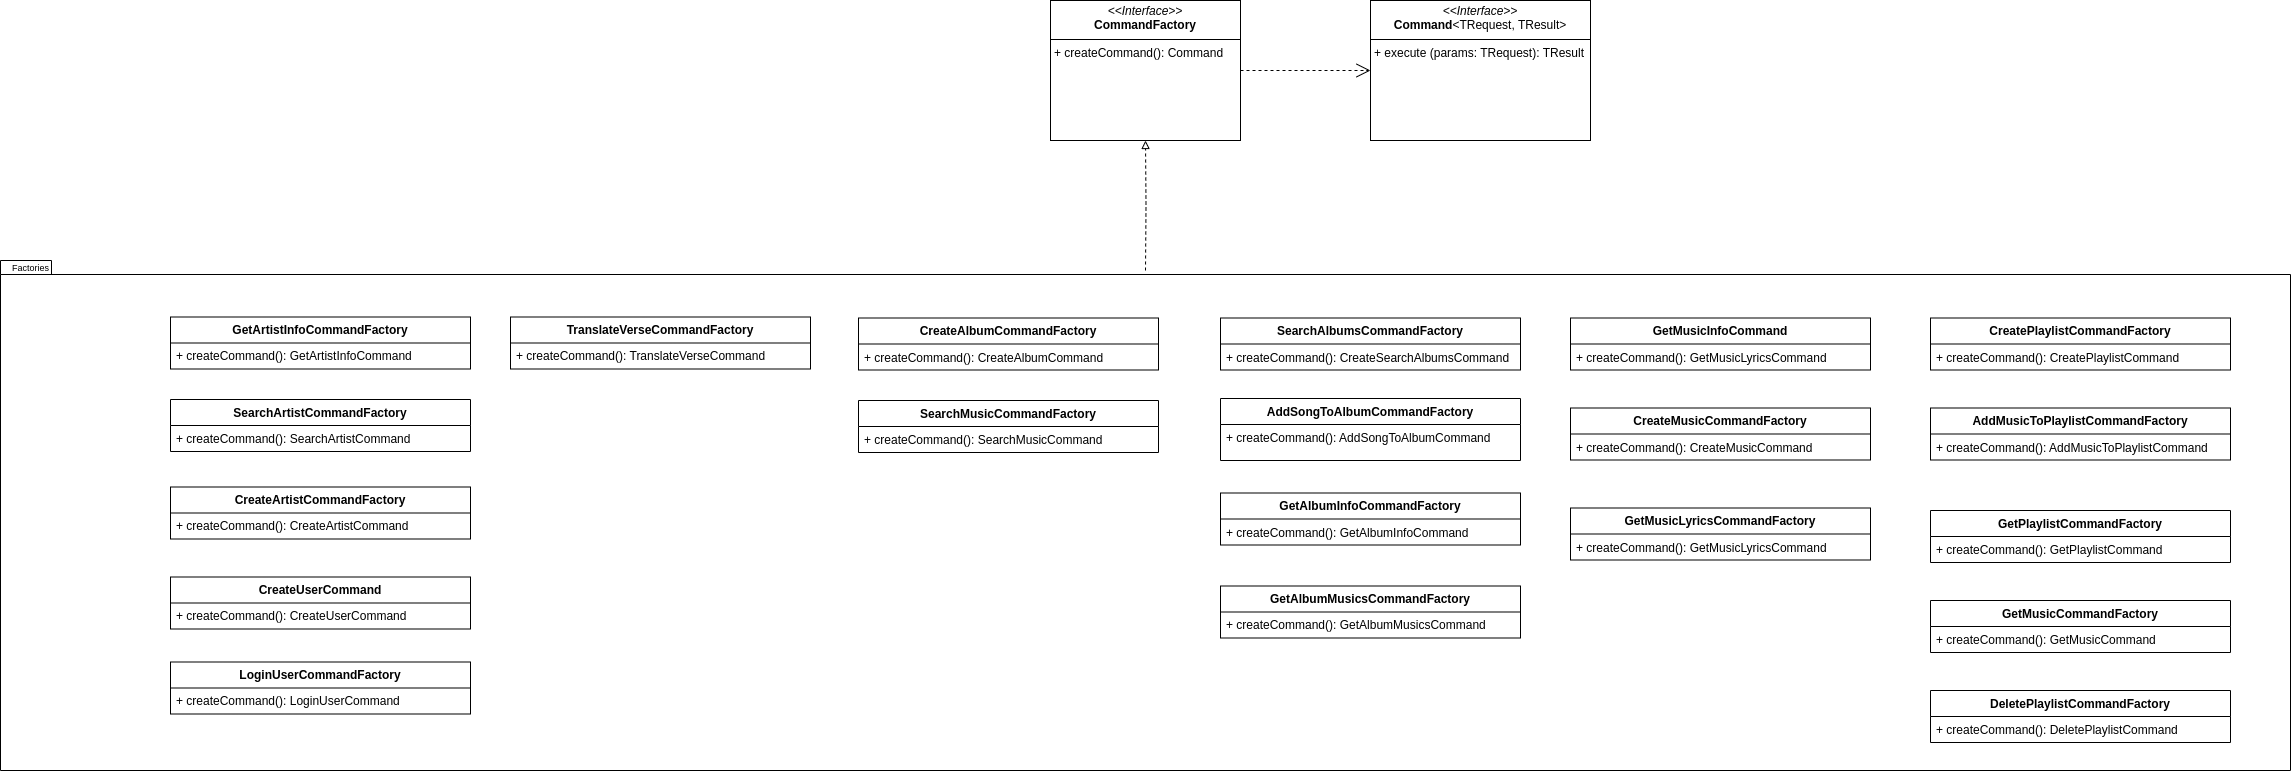 <<Interface>>
CommandFactory
+ createCommand(): Command
<<Interface>>
Command<TRequest, TResult>
+ execute (params: TRequest): TResult
Factories
GetArtistInfoCommandFactory
+ createCommand(): GetArtistInfoCommand
SearchArtistCommandFactory
+ createCommand(): SearchArtistCommand
CreateArtistCommandFactory
+ createCommand(): CreateArtistCommand
CreateUserCommand
+ createCommand(): CreateUserCommand
LoginUserCommandFactory
+ createCommand(): LoginUserCommand
TranslateVerseCommandFactory
+ createCommand(): TranslateVerseCommand
CreateAlbumCommandFactory
+ createCommand(): CreateAlbumCommand
SearchMusicCommandFactory
+ createCommand(): SearchMusicCommand
SearchAlbumsCommandFactory
+ createCommand(): CreateSearchAlbumsCommand
AddSongToAlbumCommandFactory
+ createCommand(): AddSongToAlbumCommand
GetAlbumInfoCommandFactory
+ createCommand(): GetAlbumInfoCommand
GetAlbumMusicsCommandFactory
+ createCommand(): GetAlbumMusicsCommand
GetMusicInfoCommand
+ createCommand(): GetMusicLyricsCommand
CreateMusicCommandFactory
+ createCommand(): CreateMusicCommand
GetMusicLyricsCommandFactory
+ createCommand(): GetMusicLyricsCommand
CreatePlaylistCommandFactory
+ createCommand(): CreatePlaylistCommand
AddMusicToPlaylistCommandFactory
+ createCommand(): AddMusicToPlaylistCommand
GetPlaylistCommandFactory
+ createCommand(): GetPlaylistCommand
GetMusicCommandFactory
+ createCommand(): GetMusicCommand
DeletePlaylistCommandFactory
+ createCommand(): DeletePlaylistCommand